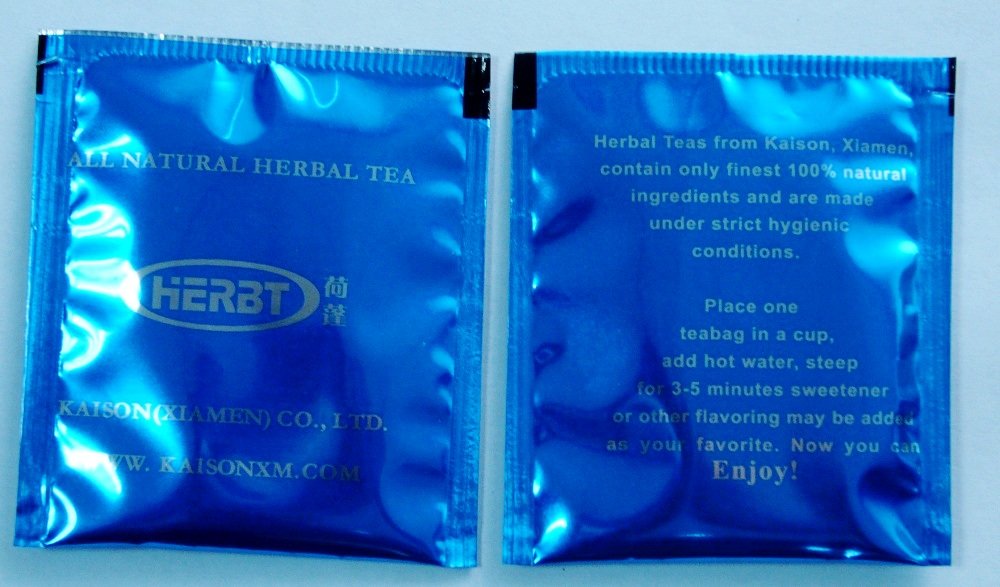 ALL NATURAL HERBAL TEA
HERBT
荷
蓬
KAISON(XIAMEN) CO., LTD.
WWW. KAISONXM.COM
Herbal Teas from Kaison, Xiamen,
contain only finest 100% natural
ingredients and are made
under strict hygienic
conditions.
Place one
teabag in a cup,
add hot water, steep
for 3-5 minutes sweetener
or other flavoring may be added
as your favorite. Now you can
Enjoy!